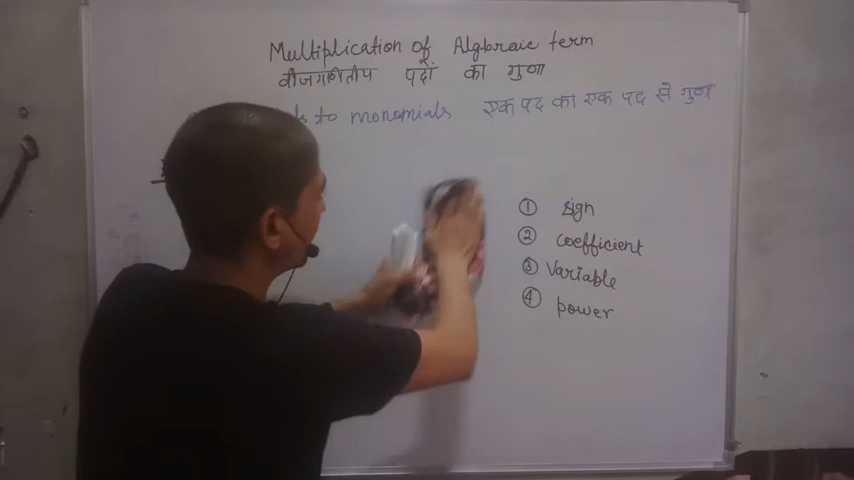 Multiplication of Algbraic term
बीजगणितीय पदों का गुणा
to monomials एक पद का एक पद से गुणा
① sign
② coefficient
③ Variable
④ power